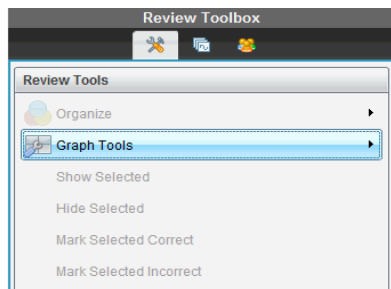 Review Toolbox
Review Tools
Organize
Graph Tools
Show Selected
Hide Selected
Mark Selected Correct
Mark Selected Incorrect